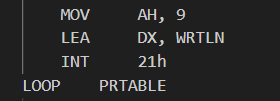 MOV AH, 9
LEA DX, WRTLN
INT 21h
LOOP PRTABLE